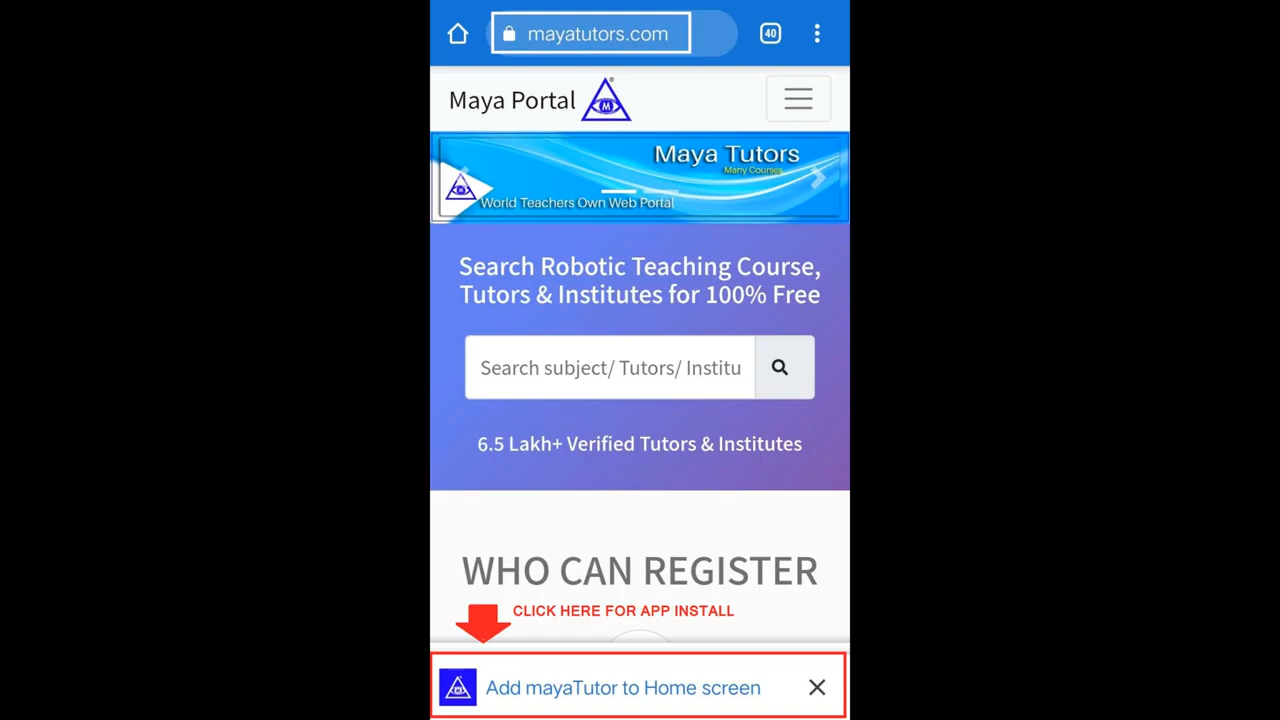 mayatutors.com
40
Maya Portal
M
Maya Tutors
Many Courses
World Teachers Own Web Portal
Search Robotic Teaching Course,
Tutors & Institutes for 100% Free
Search subject/ Tutors/ Institu
6.5 Lakh+ Verified Tutors & Institutes
WHO CAN REGISTER
CLICK HERE FOR APP INSTALL
Add mayaTutor to Home screen